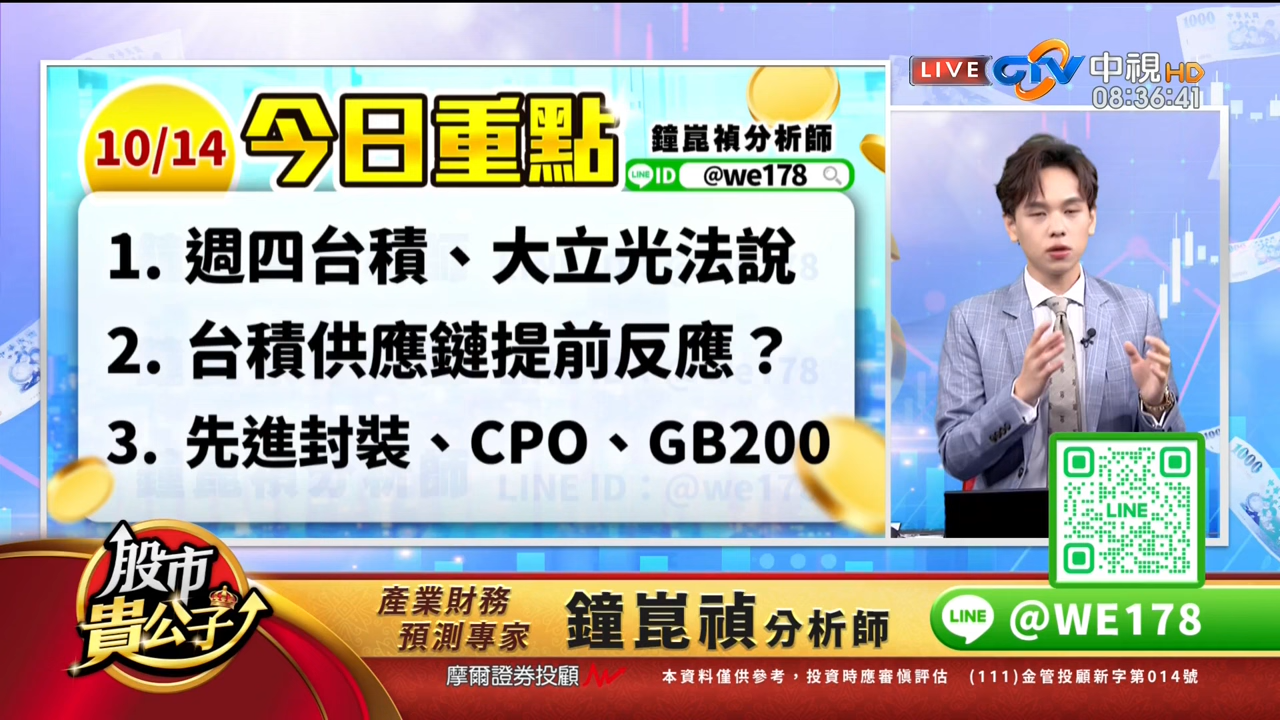 LIVE CTV 中視HD
08:36:41
10/14 今日重點
鐘崑禎分析師
LINE ID @we178
1. 週四台積、大立光法說
2. 台積供應鏈提前反應？
3. 先進封裝、CPO、GB200
LINE ID：@we178
LINE
股市
貴公子
產業財務
預測專家
鐘崑禎分析師
LINE @WE178
摩爾證券投顧
本資料僅供參考，投資時應審慎評估 (111)金管投顧新字第014號